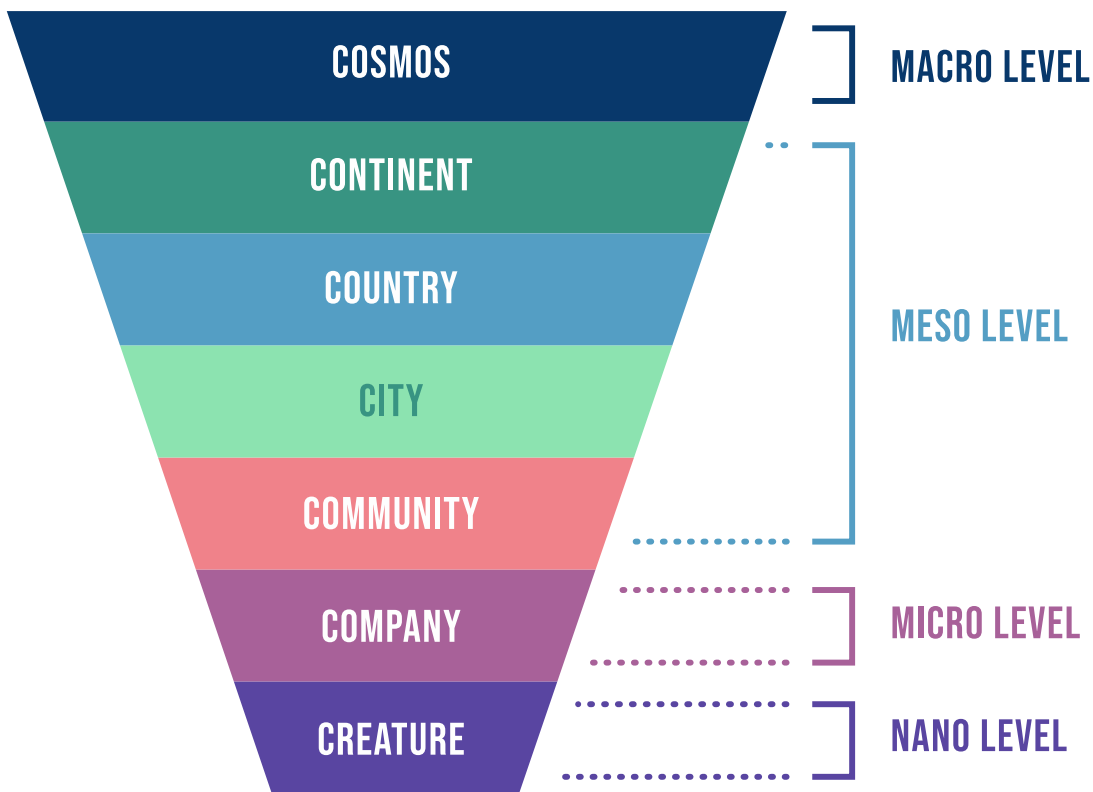 COSMOS
MACRO LEVEL
CONTINENT
COUNTRY
MESO LEVEL
CITY
COMMUNITY
COMPANY
MICRO LEVEL
CREATURE
NANO LEVEL